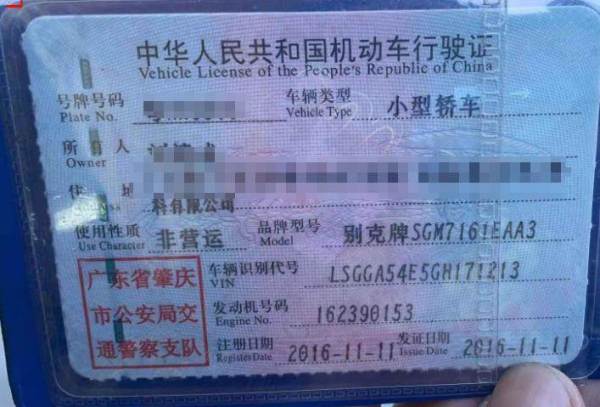 中华人民共和国机动车行驶证
Vehicle License of the People's Republic of China
号牌号码
Plate No.
车辆类型 小型轿车
Vehicle Type
所有人
Owner
住 址
科有限公司
使用性质 非营运
Use Character
品牌型号 别克牌SGM7161EAA3
Model
广东省肇庆
市公安局交
通警察支队
车辆识别代号 LSGGA54E5GH171213
VIN
发动机号码 162390153
Engine No.
注册日期 2016-11-11
Register Date
发证日期 2016-11-11
Issue Date